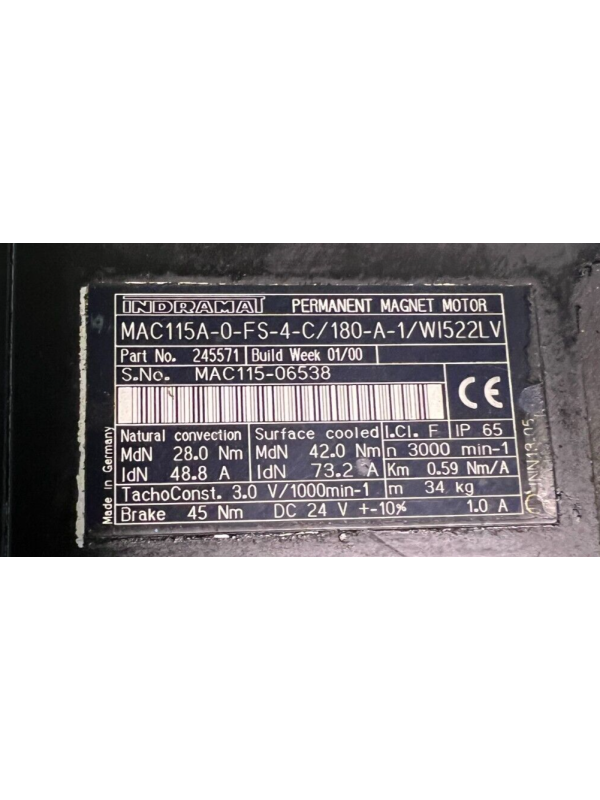 INDRAMAT PERMANENT MAGNET MOTOR
MAC115A-0-FS-4-C/180-A-1/WI522LV
Part No. 245571 Build Week 01/00
S.No. MAC115-06538
CE
Natural convection Surface cooled I.Cl. F IP 65
MdN 28.0 Nm MdN 42.0 Nm n 3000 min-1
IdN 48.8 A IdN 73.2 A Km 0.59 Nm/A
TachoConst. 3.0 V/1000min-1 m 34 kg
Brake 45 Nm DC 24 V +-10% 1.0 A
Made in Germany